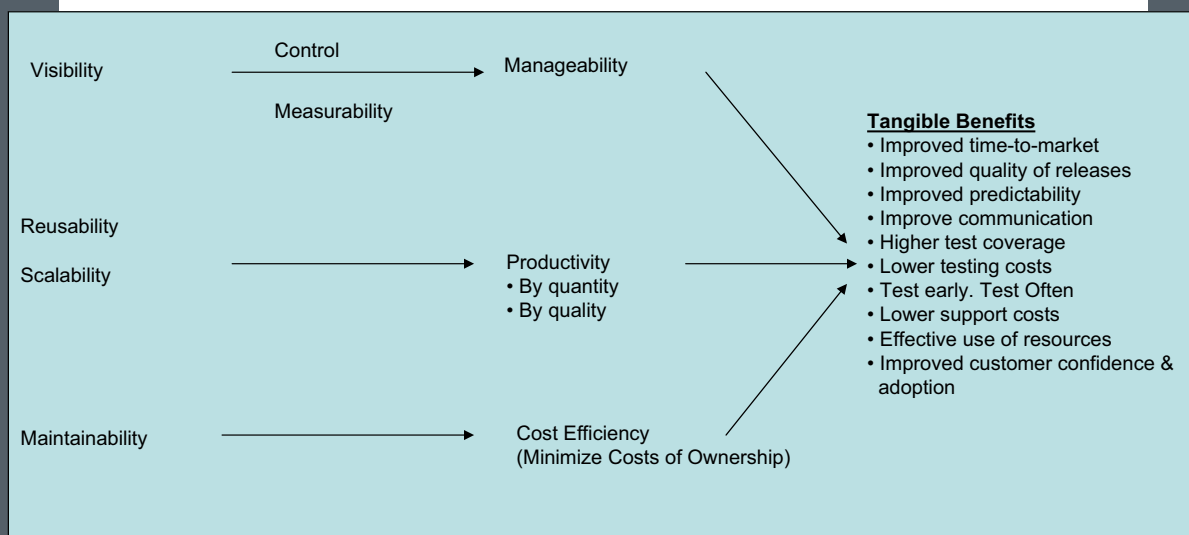 Visibility
Control
Measurability
Manageability
Reusability
Scalability
Productivity
• By quantity
• By quality
Maintainability
Cost Efficiency
(Minimize Costs of Ownership)
Tangible Benefits
• Improved time-to-market
• Improved quality of releases
• Improved predictability
• Improve communication
• Higher test coverage
• Lower testing costs
• Test early. Test Often
• Lower support costs
• Effective use of resources
• Improved customer confidence &
adoption